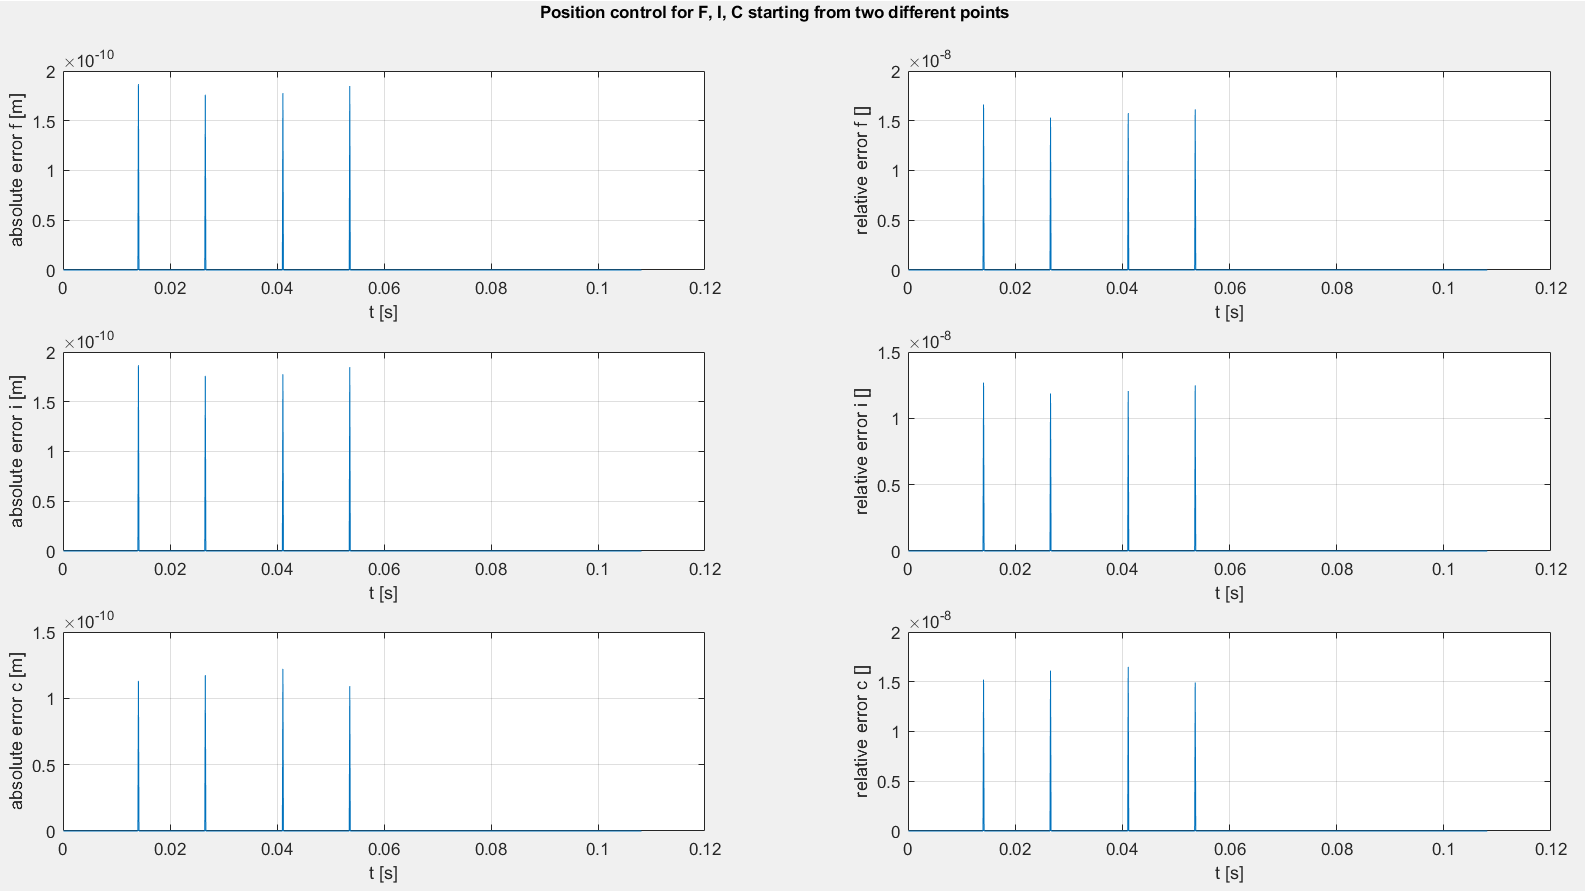 Position control for F, I, C starting from two different points
×10-10
2
1.5
1
0.5
0
absolute error f [m]
0 0.02 0.04 0.06 0.08 0.1 0.12
t [s]
×10-8
2
1.5
1
0.5
0
relative error f []
0 0.02 0.04 0.06 0.08 0.1 0.12
t [s]
×10-10
2
1.5
1
0.5
0
absolute error i [m]
0 0.02 0.04 0.06 0.08 0.1 0.12
t [s]
×10-8
1.5
1
0.5
0
relative error i []
0 0.02 0.04 0.06 0.08 0.1 0.12
t [s]
×10-10
1.5
1
0.5
0
absolute error c [m]
0 0.02 0.04 0.06 0.08 0.1 0.12
t [s]
×10-8
2
1.5
1
0.5
0
relative error c []
0 0.02 0.04 0.06 0.08 0.1 0.12
t [s]